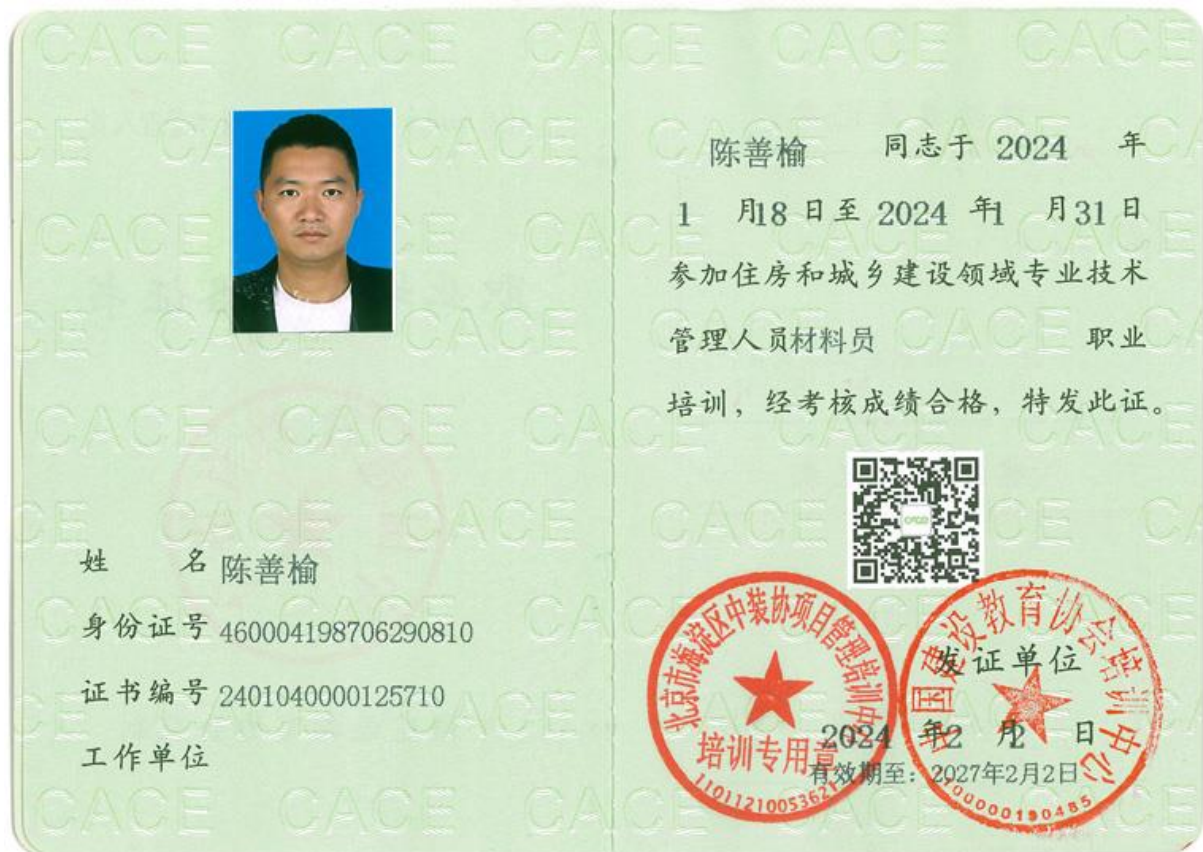 CACE
姓 名 陈善榆
身份证号 460004198706290810
证书编号 2401040000125710
工作单位
陈善榆 同志于 2024 年
1 月18 日至 2024 年1 月31日
参加住房和城乡建设领域专业技术
管理人员材料员 职业
培训，经考核成绩合格，特发此证。
北京市海淀区中装协项目管理培训中心
培训专用章
中国建设教育协会培训中心
发证单位
2024 年2 月2 日
有效期至：2027年2月2日